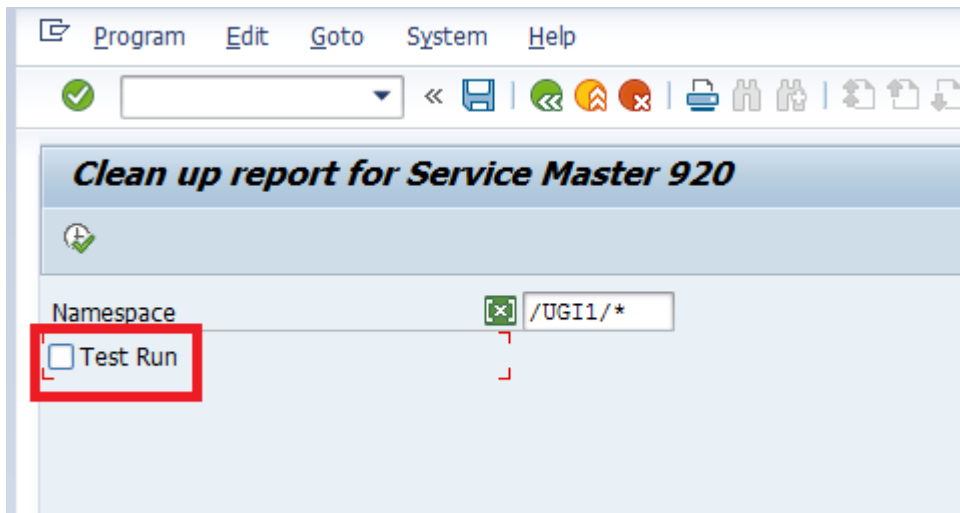 Program Edit Goto System Help
Clean up report for Service Master 920
Namespace /UGI1/*
Test Run